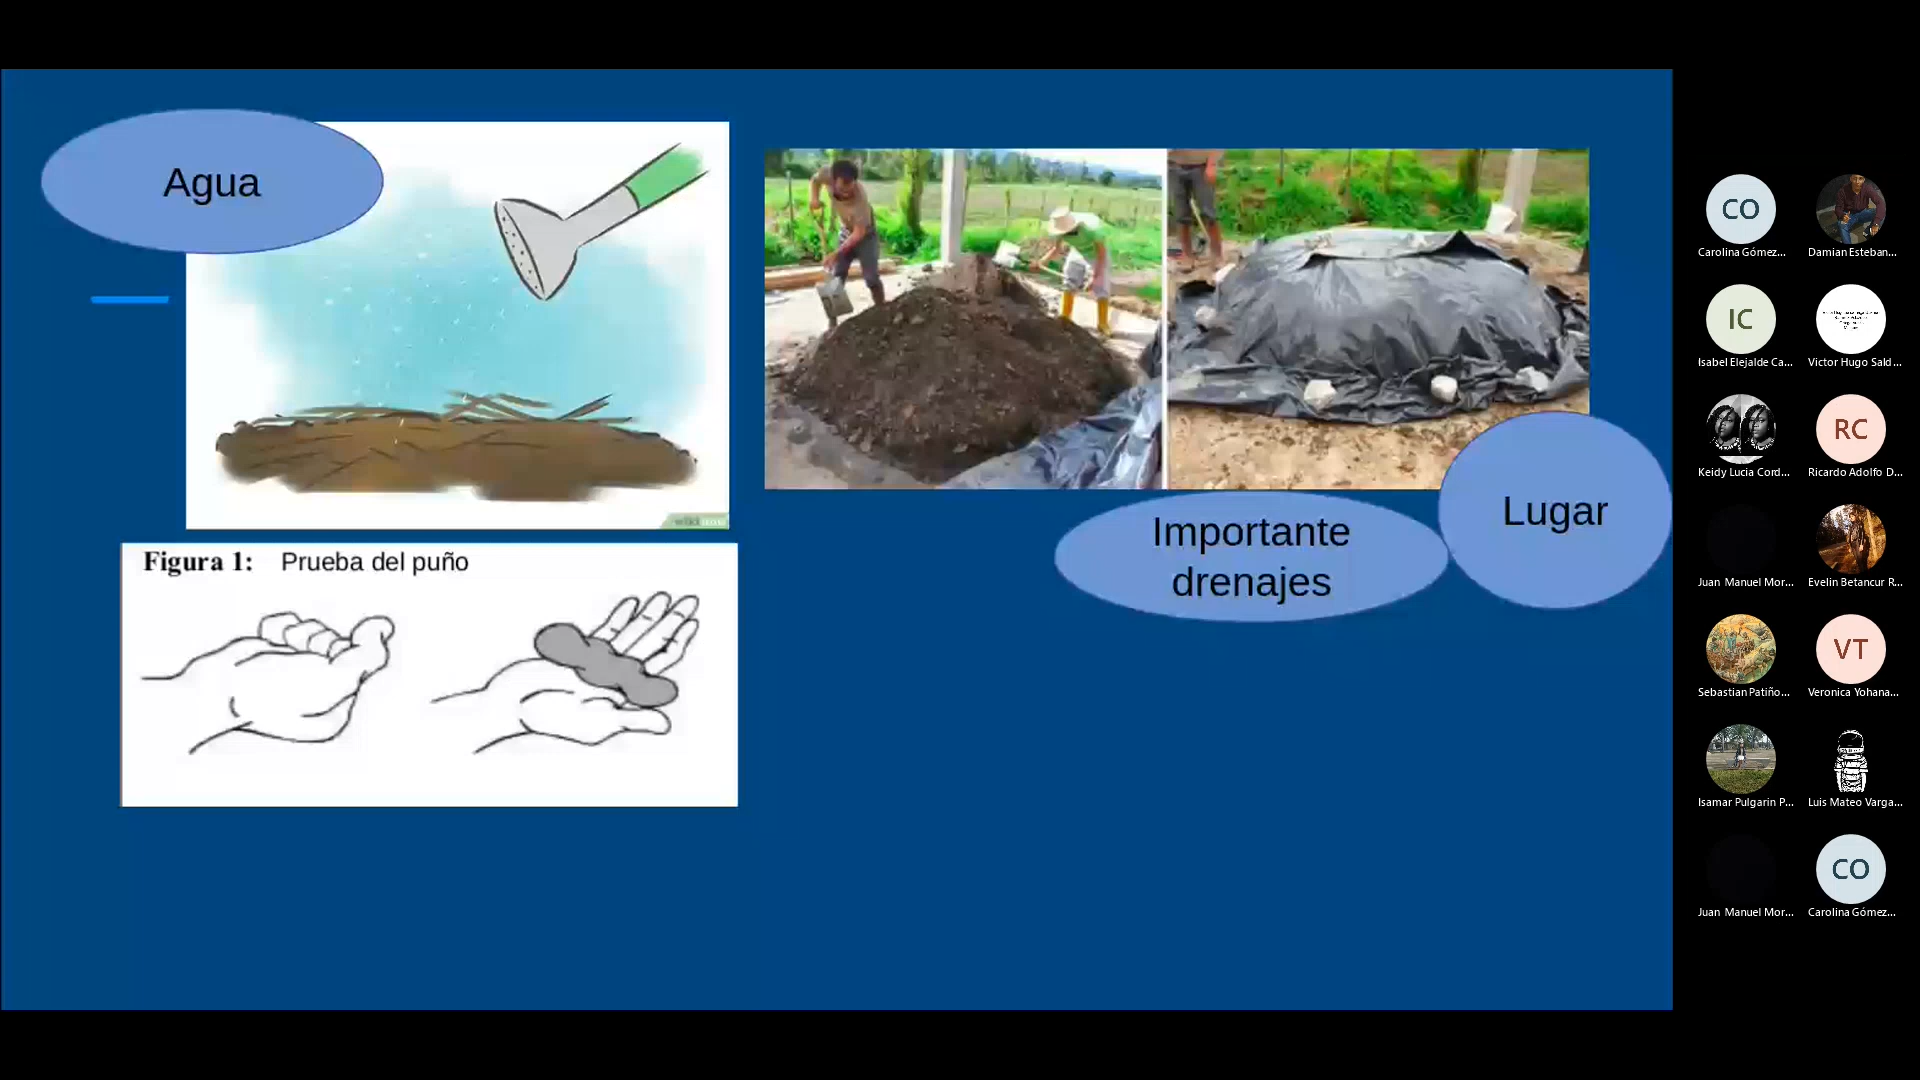 Agua
Figura 1: Prueba del puño
Importante
drenajes
Lugar
CO
Carolina Gómez...
Damian Esteban...
IC
Isabel Elejalde Ca...
Victor Hugo Sald...
Keidy Lucia Cord...
RC
Ricardo Adolfo D...
Juan Manuel Mor...
Evelin Betancur R...
Sebastian Patiño...
VT
Veronica Yohana...
Isamar Pulgarin P...
Luis Mateo Varga...
Juan Manuel Mor...
CO
Carolina Gómez...